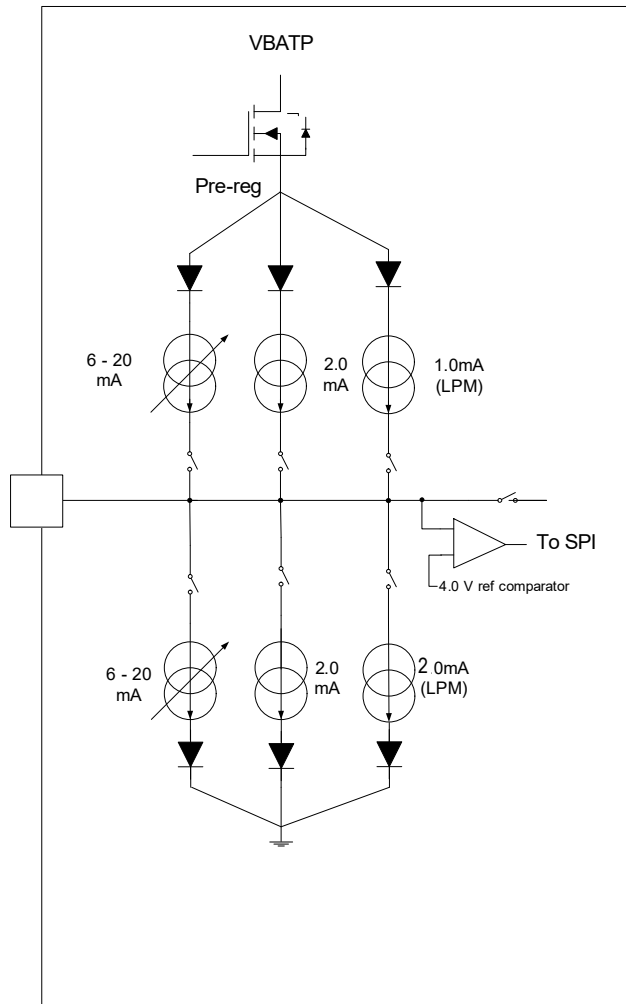 VBATP
Pre-reg
6 - 20
mA
2.0
mA
1.0mA
(LPM)
To SPI
4.0 V ref comparator
6 - 20
mA
2.0
mA
2.0mA
(LPM)